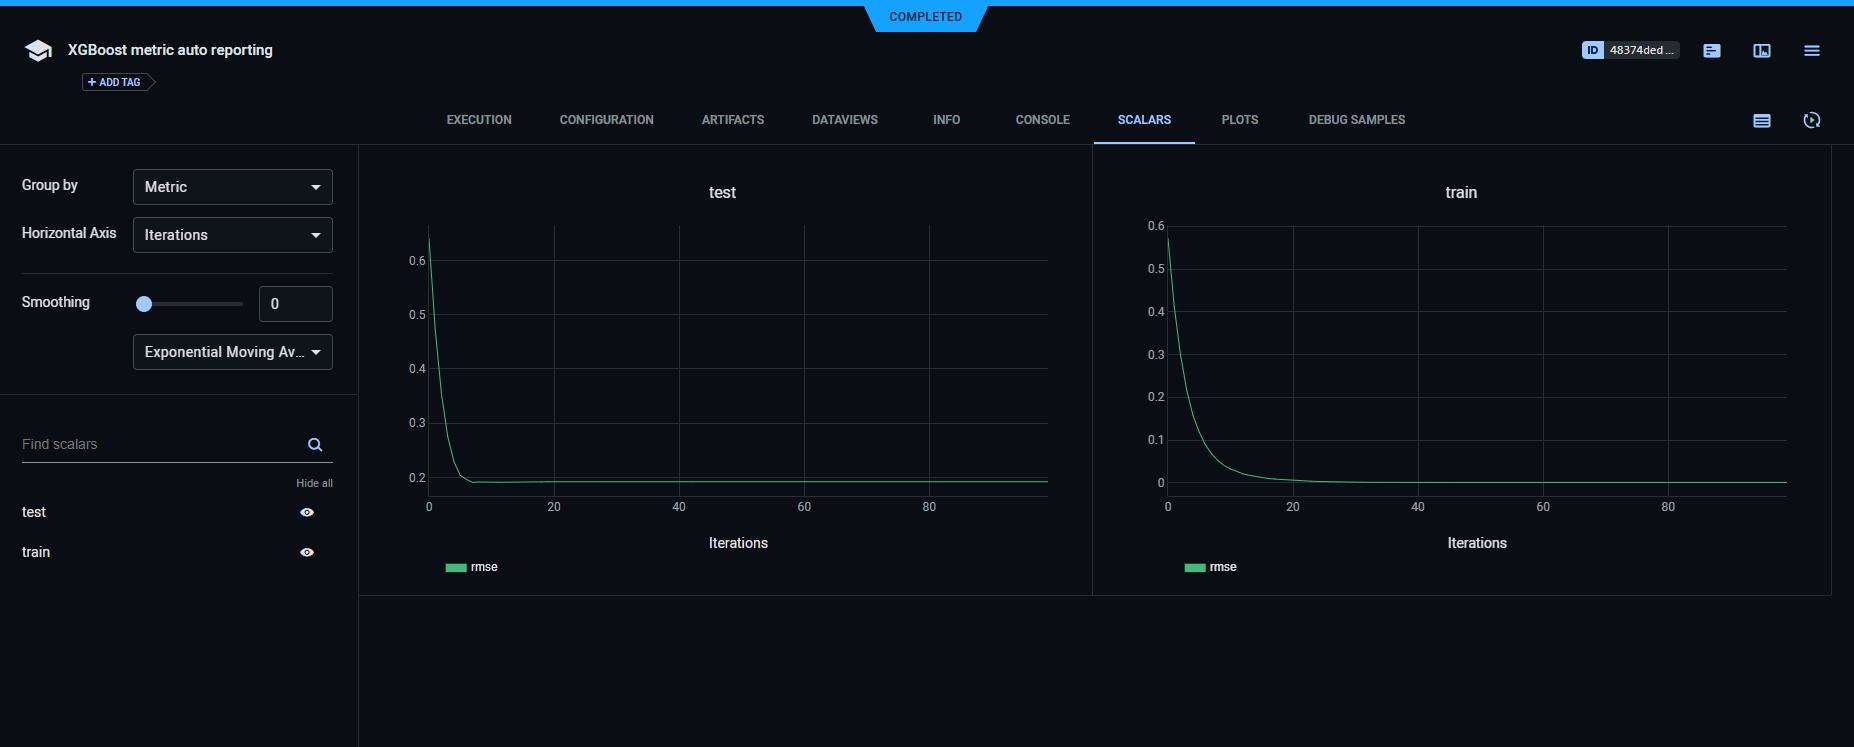 COMPLETED
XGBoost metric auto reporting
ID 48374ded ...
+ ADD TAG
EXECUTION CONFIGURATION ARTIFACTS DATAVIEWS INFO CONSOLE SCALARS PLOTS DEBUG SAMPLES
Group by Metric
Horizontal Axis Iterations
Smoothing 0
Exponential Moving Av...
Find scalars
Hide all
test
train
test
0.6
0.5
0.4
0.3
0.2
0 20 40 60 80
Iterations
rmse
train
0.6
0.5
0.4
0.3
0.2
0.1
0
0 20 40 60 80
Iterations
rmse